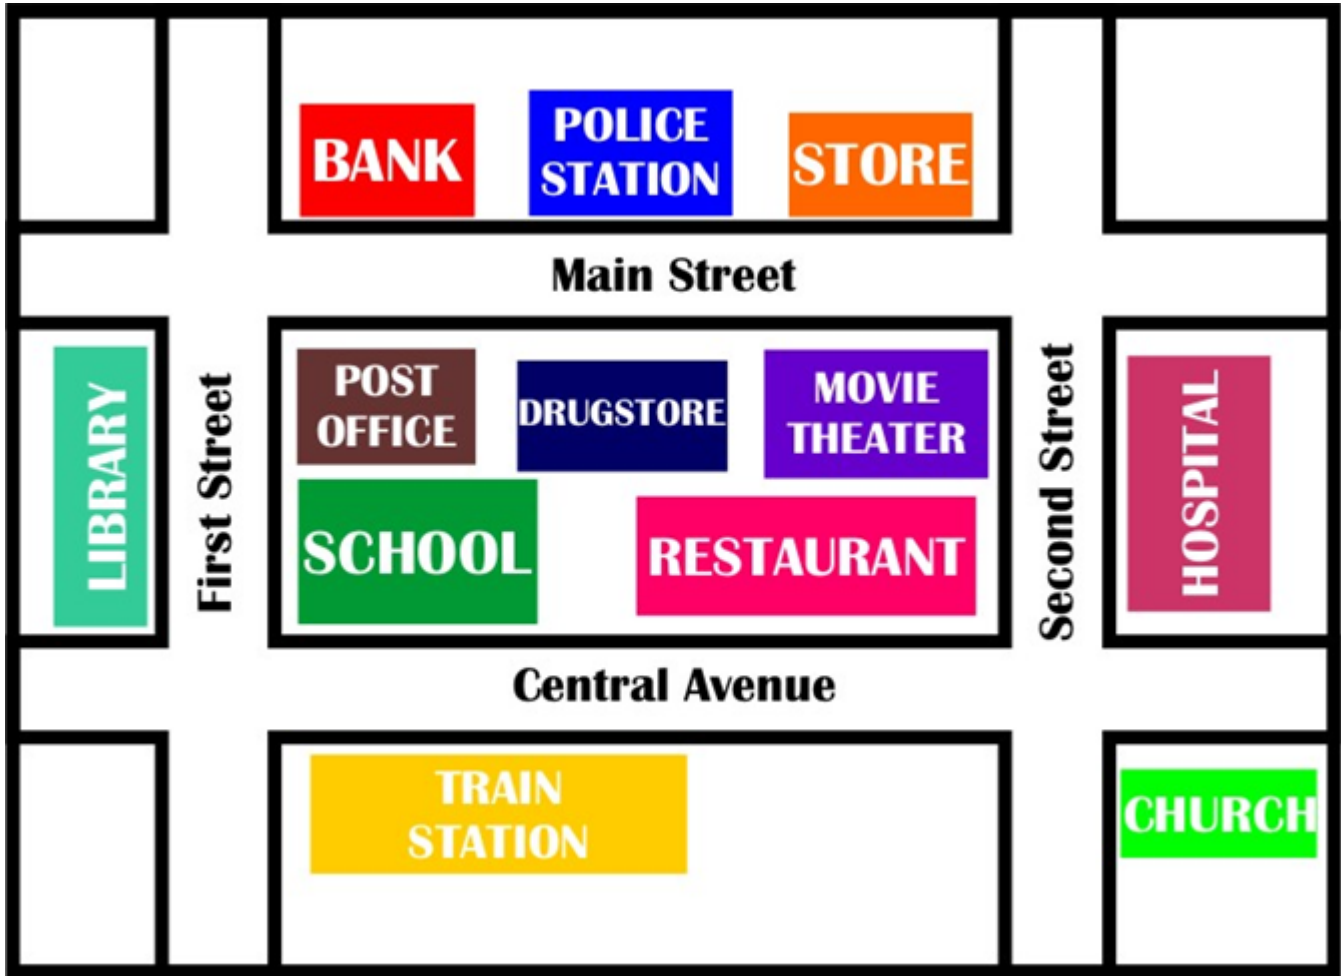 BANK
POLICE
STATION
STORE
Main Street
LIBRARY
First Street
POST
OFFICE
DRUGSTORE
MOVIE
THEATER
SCHOOL
RESTAURANT
Second Street
HOSPITAL
Central Avenue
TRAIN
STATION
CHURCH